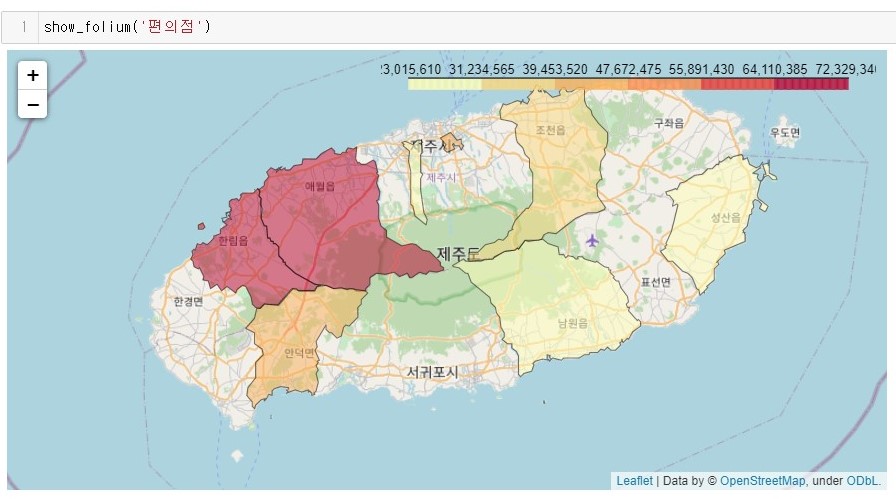 1 show_folium('편의점')
+
−
23,015,610 31,234,565 39,453,520 47,672,475 55,891,430 64,110,385 72,329,340
구좌읍
조천읍
우도면
제주시
제주시
애월읍
성산읍
한림읍
제주도
표선면
한경면
남원읍
안덕면
서귀포시
Leaflet | Data by © OpenStreetMap, under ODbL.